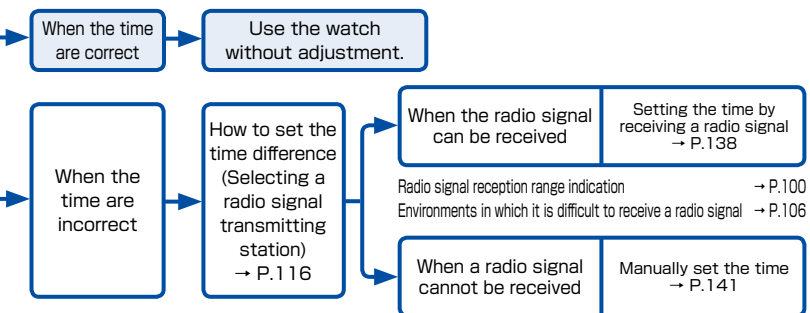 When the time
are correct
Use the watch
without adjustment.
When the
time are
incorrect
How to set the
time difference
(Selecting a
radio signal
transmitting
station)
→ P.116
When the radio signal
can be received
Setting the time by
receiving a radio signal
→ P.138
Radio signal reception range indication → P.100
Environments in which it is difficult to receive a radio signal → P.106
When a radio signal
cannot be received
Manually set the time
→ P.141